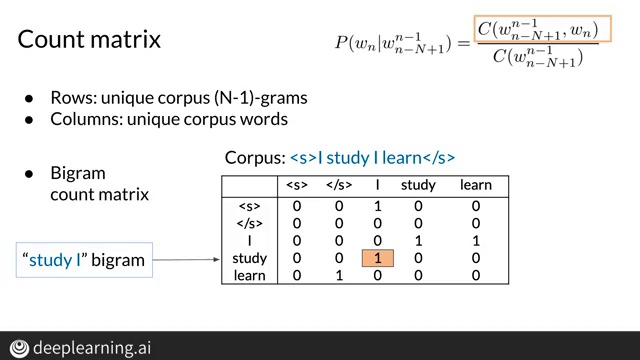 Count matrix
P(w_n|w_{n-N+1}^{n-1}) = \frac{C(w_{n-N+1}^{n-1}, w_n)}{C(w_{n-N+1}^{n-1})}
● Rows: unique corpus (N-1)-grams
● Columns: unique corpus words
● Bigram
count matrix
Corpus: <s>I study I learn</s>
<s> </s> I study learn
<s> 0 0 1 0 0
</s> 0 0 0 0 0
I 0 0 0 1 1
study 0 0 1 0 0
learn 0 1 0 0 0
“study I” bigram
deeplearning.ai